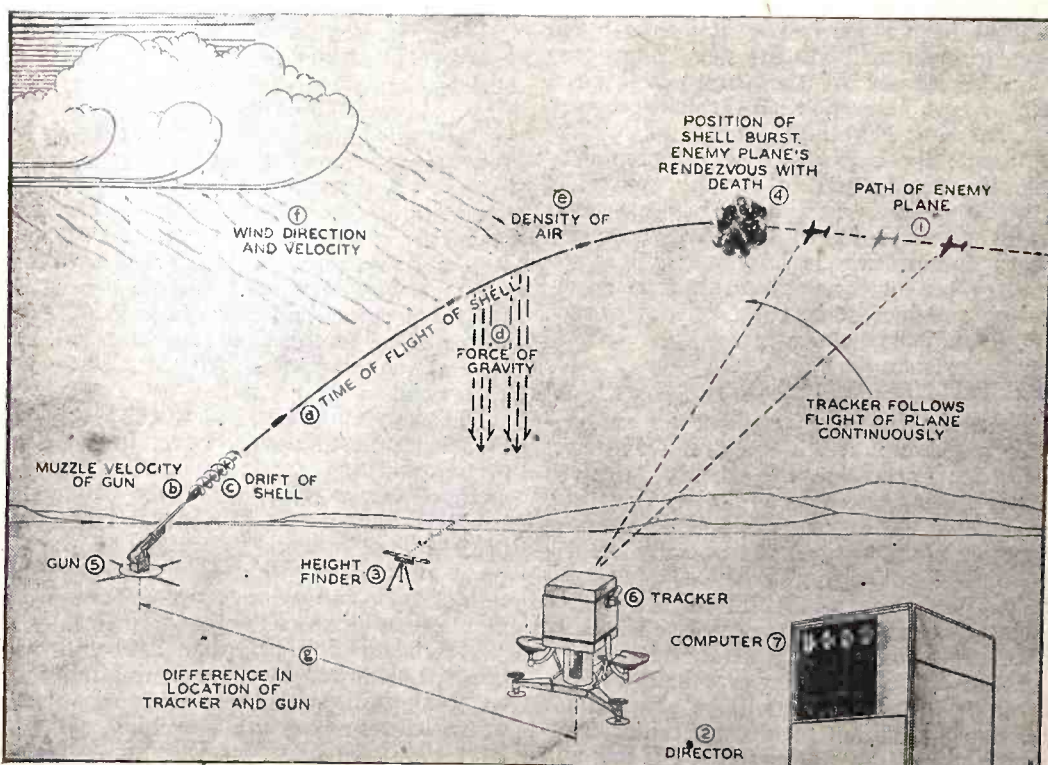 POSITION OF
SHELL BURST.
ENEMY PLANE'S
RENDEZVOUS WITH
DEATH ④
PATH OF ENEMY
PLANE
①
ⓔ
DENSITY OF
AIR
ⓕ
WIND DIRECTION
AND VELOCITY
ⓐ TIME OF FLIGHT OF SHELL
ⓓ
FORCE OF
GRAVITY
TRACKER FOLLOWS
FLIGHT OF PLANE
CONTINUOUSLY
MUZZLE VELOCITY
OF GUN ⓑ
ⓒ DRIFT OF
SHELL
GUN ⑤
HEIGHT
FINDER ③
⑥ TRACKER
COMPUTER ⑦
ⓖ
DIFFERENCE IN
LOCATION OF
TRACKER AND GUN
②
DIRECTOR